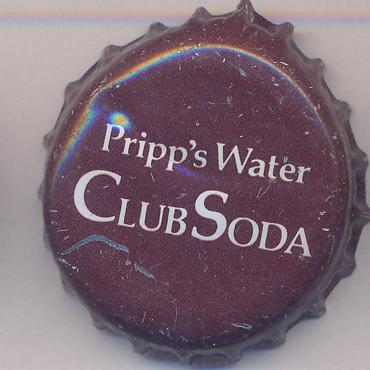 Pripp's Water
CLUB SODA